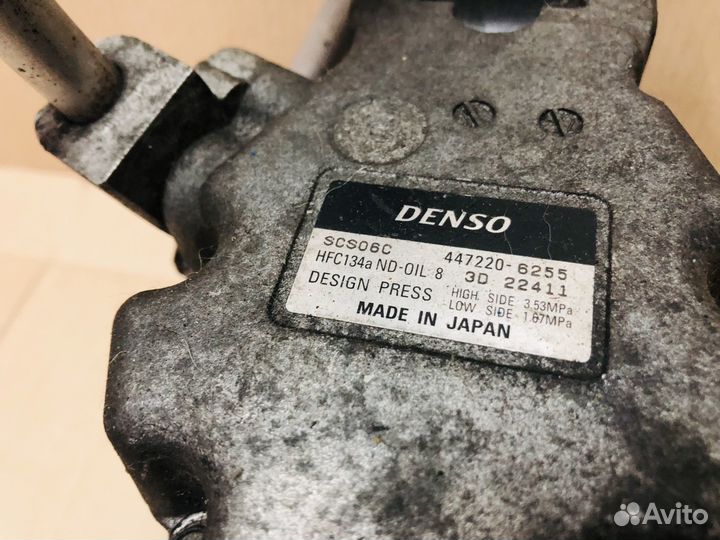 DENSO
SCS06C 447220-6255
HFC134a ND-OIL 8 3D 22411
DESIGN PRESS HIGH SIDE 3.53MPa
LOW SIDE 1.67MPa
MADE IN JAPAN
Avito